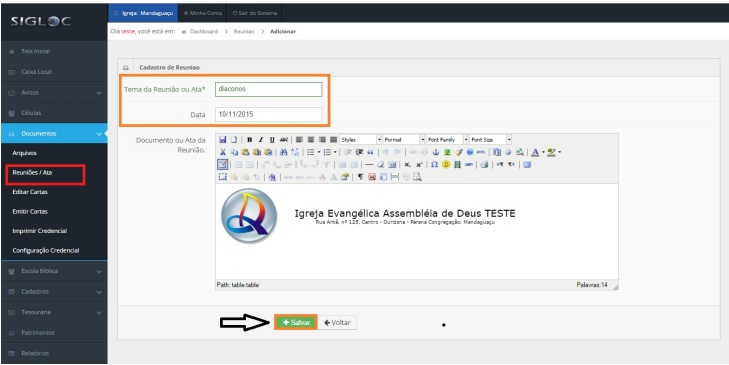 SIGLOC
Igreja: Mandaguaçu Minha Conta Sair do Sistema
Olá teste, você está em: Dashboard > Reuniao > Adicionar
Tela Inicial
Caixa Local
Avisos
Células
Documentos
Arquivos
Reuniões / Ata
Editar Cartas
Emitir Cartas
Imprimir Credencial
Configuração Credencial
Escola Bíblica
Cadastros
Tesouraria
Patrimonios
Relatórios
Cadastro de Reuniao
Tema da Reunião ou Ata* diaconos
Data 10/11/2015
Documento ou Ata da Reunião.
B I U ABC Styles Format Font Family Font Size
Igreja Evangélica Assembléia de Deus TESTE
Rua Aritá, nº 125, Centro - Ourizona - Paraná Congregação: Mandaguaçu
Path: table.table Palavras:14
+ Salvar Voltar